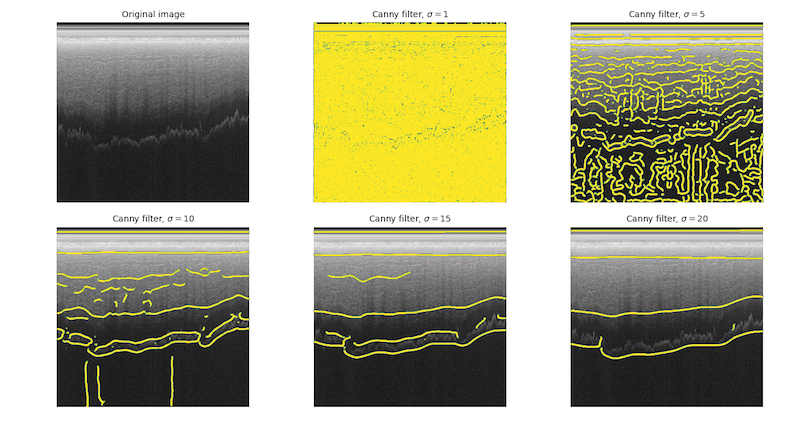 Original image
Canny filter, σ = 1
Canny filter, σ = 5
Canny filter, σ = 10
Canny filter, σ = 15
Canny filter, σ = 20